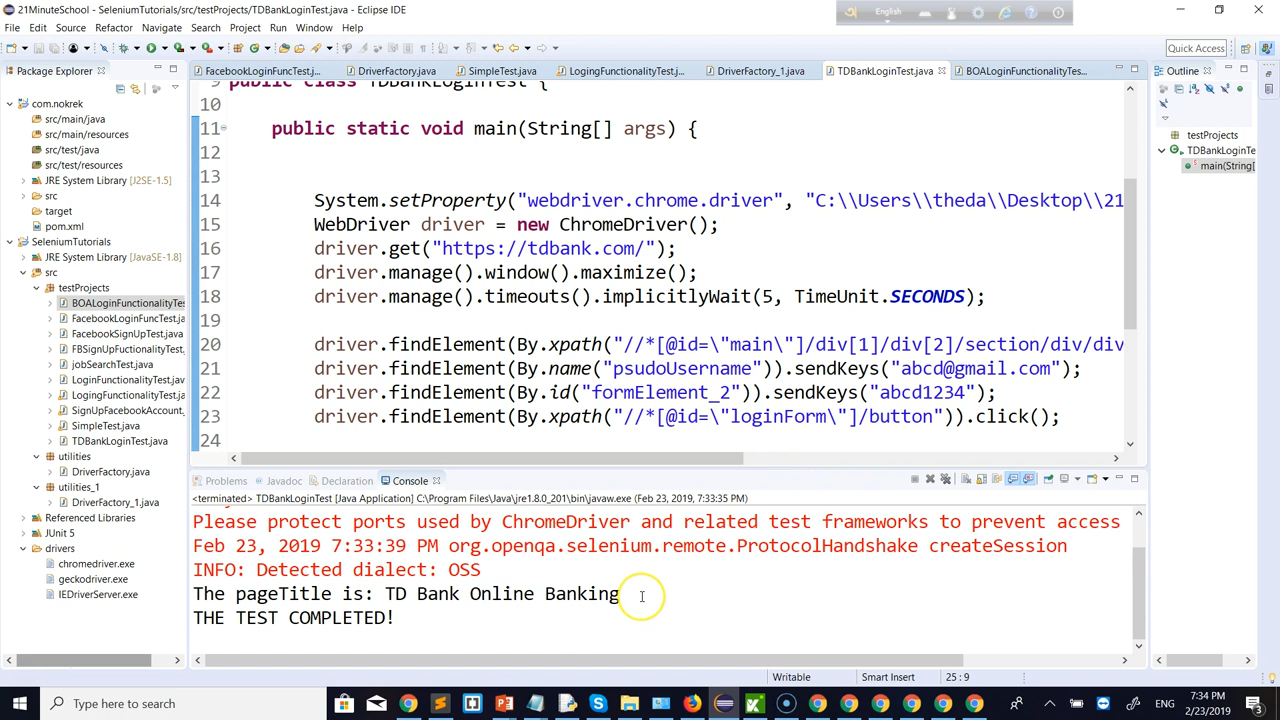 21MinuteSchool - SeleniumTutorials/src/testProjects/TDBankLoginTest.java - Eclipse IDE
English
File Edit Source Refactor Navigate Search Project Run Window Help
Quick Access
Package Explorer
FacebookLoginFuncTest.j...
DriverFactory.java
SimpleTest.java
LogingFunctionalityTest.j...
DriverFactory_1.java
TDBankLoginTest.java
BOALoginFunctionalityTes...
Outline
com.nokrek
src/main/java
src/main/resources
src/test/java
src/test/resources
JRE System Library [J2SE-1.5]
src
target
pom.xml
SeleniumTutorials
JRE System Library [JavaSE-1.8]
src
testProjects
BOALoginFunctionalityTes
FacebookLoginFuncTest.ja
FacebookSignUpTest.java
FBSignUpFuctionalityTest.
jobSearchTest.java
LoginFunctionalityTest.jav
LogingFunctionalityTest.j
SignUpFacebookAccount.
SimpleTest.java
TDBankLoginTest.java
utilities
DriverFactory.java
utilities_1
DriverFactory_1.java
Referenced Libraries
JUnit 5
drivers
chromedriver.exe
geckodriver.exe
IEDriverServer.exe
9 public class TDBankLoginTest {
10
11 public static void main(String[] args) {
12
13
14 System.setProperty("webdriver.chrome.driver", "C:\\Users\\theda\\Desktop\\21
15 WebDriver driver = new ChromeDriver();
16 driver.get("https://tdbank.com/");
17 driver.manage().window().maximize();
18 driver.manage().timeouts().implicitlyWait(5, TimeUnit.SECONDS);
19
20 driver.findElement(By.xpath("//*[@id=\"main\"]/div[1]/div[2]/section/div/div
21 driver.findElement(By.name("psudoUsername")).sendKeys("abcd@gmail.com");
22 driver.findElement(By.id("formElement_2")).sendKeys("abcd1234");
23 driver.findElement(By.xpath("//*[@id=\"loginForm\"]/button")).click();
24
testProjects
TDBankLoginTe
main(String[
Problems Javadoc Declaration Console
<terminated> TDBankLoginTest [Java Application] C:\Program Files\Java\jre1.8.0_201\bin\javaw.exe (Feb 23, 2019, 7:33:35 PM)
Please protect ports used by ChromeDriver and related test frameworks to prevent access
Feb 23, 2019 7:33:39 PM org.openqa.selenium.remote.ProtocolHandshake createSession
INFO: Detected dialect: OSS
The pageTitle is: TD Bank Online Banking
THE TEST COMPLETED!
Writable Smart Insert 25 : 9
Type here to search
ENG
7:34 PM
2/23/2019
3